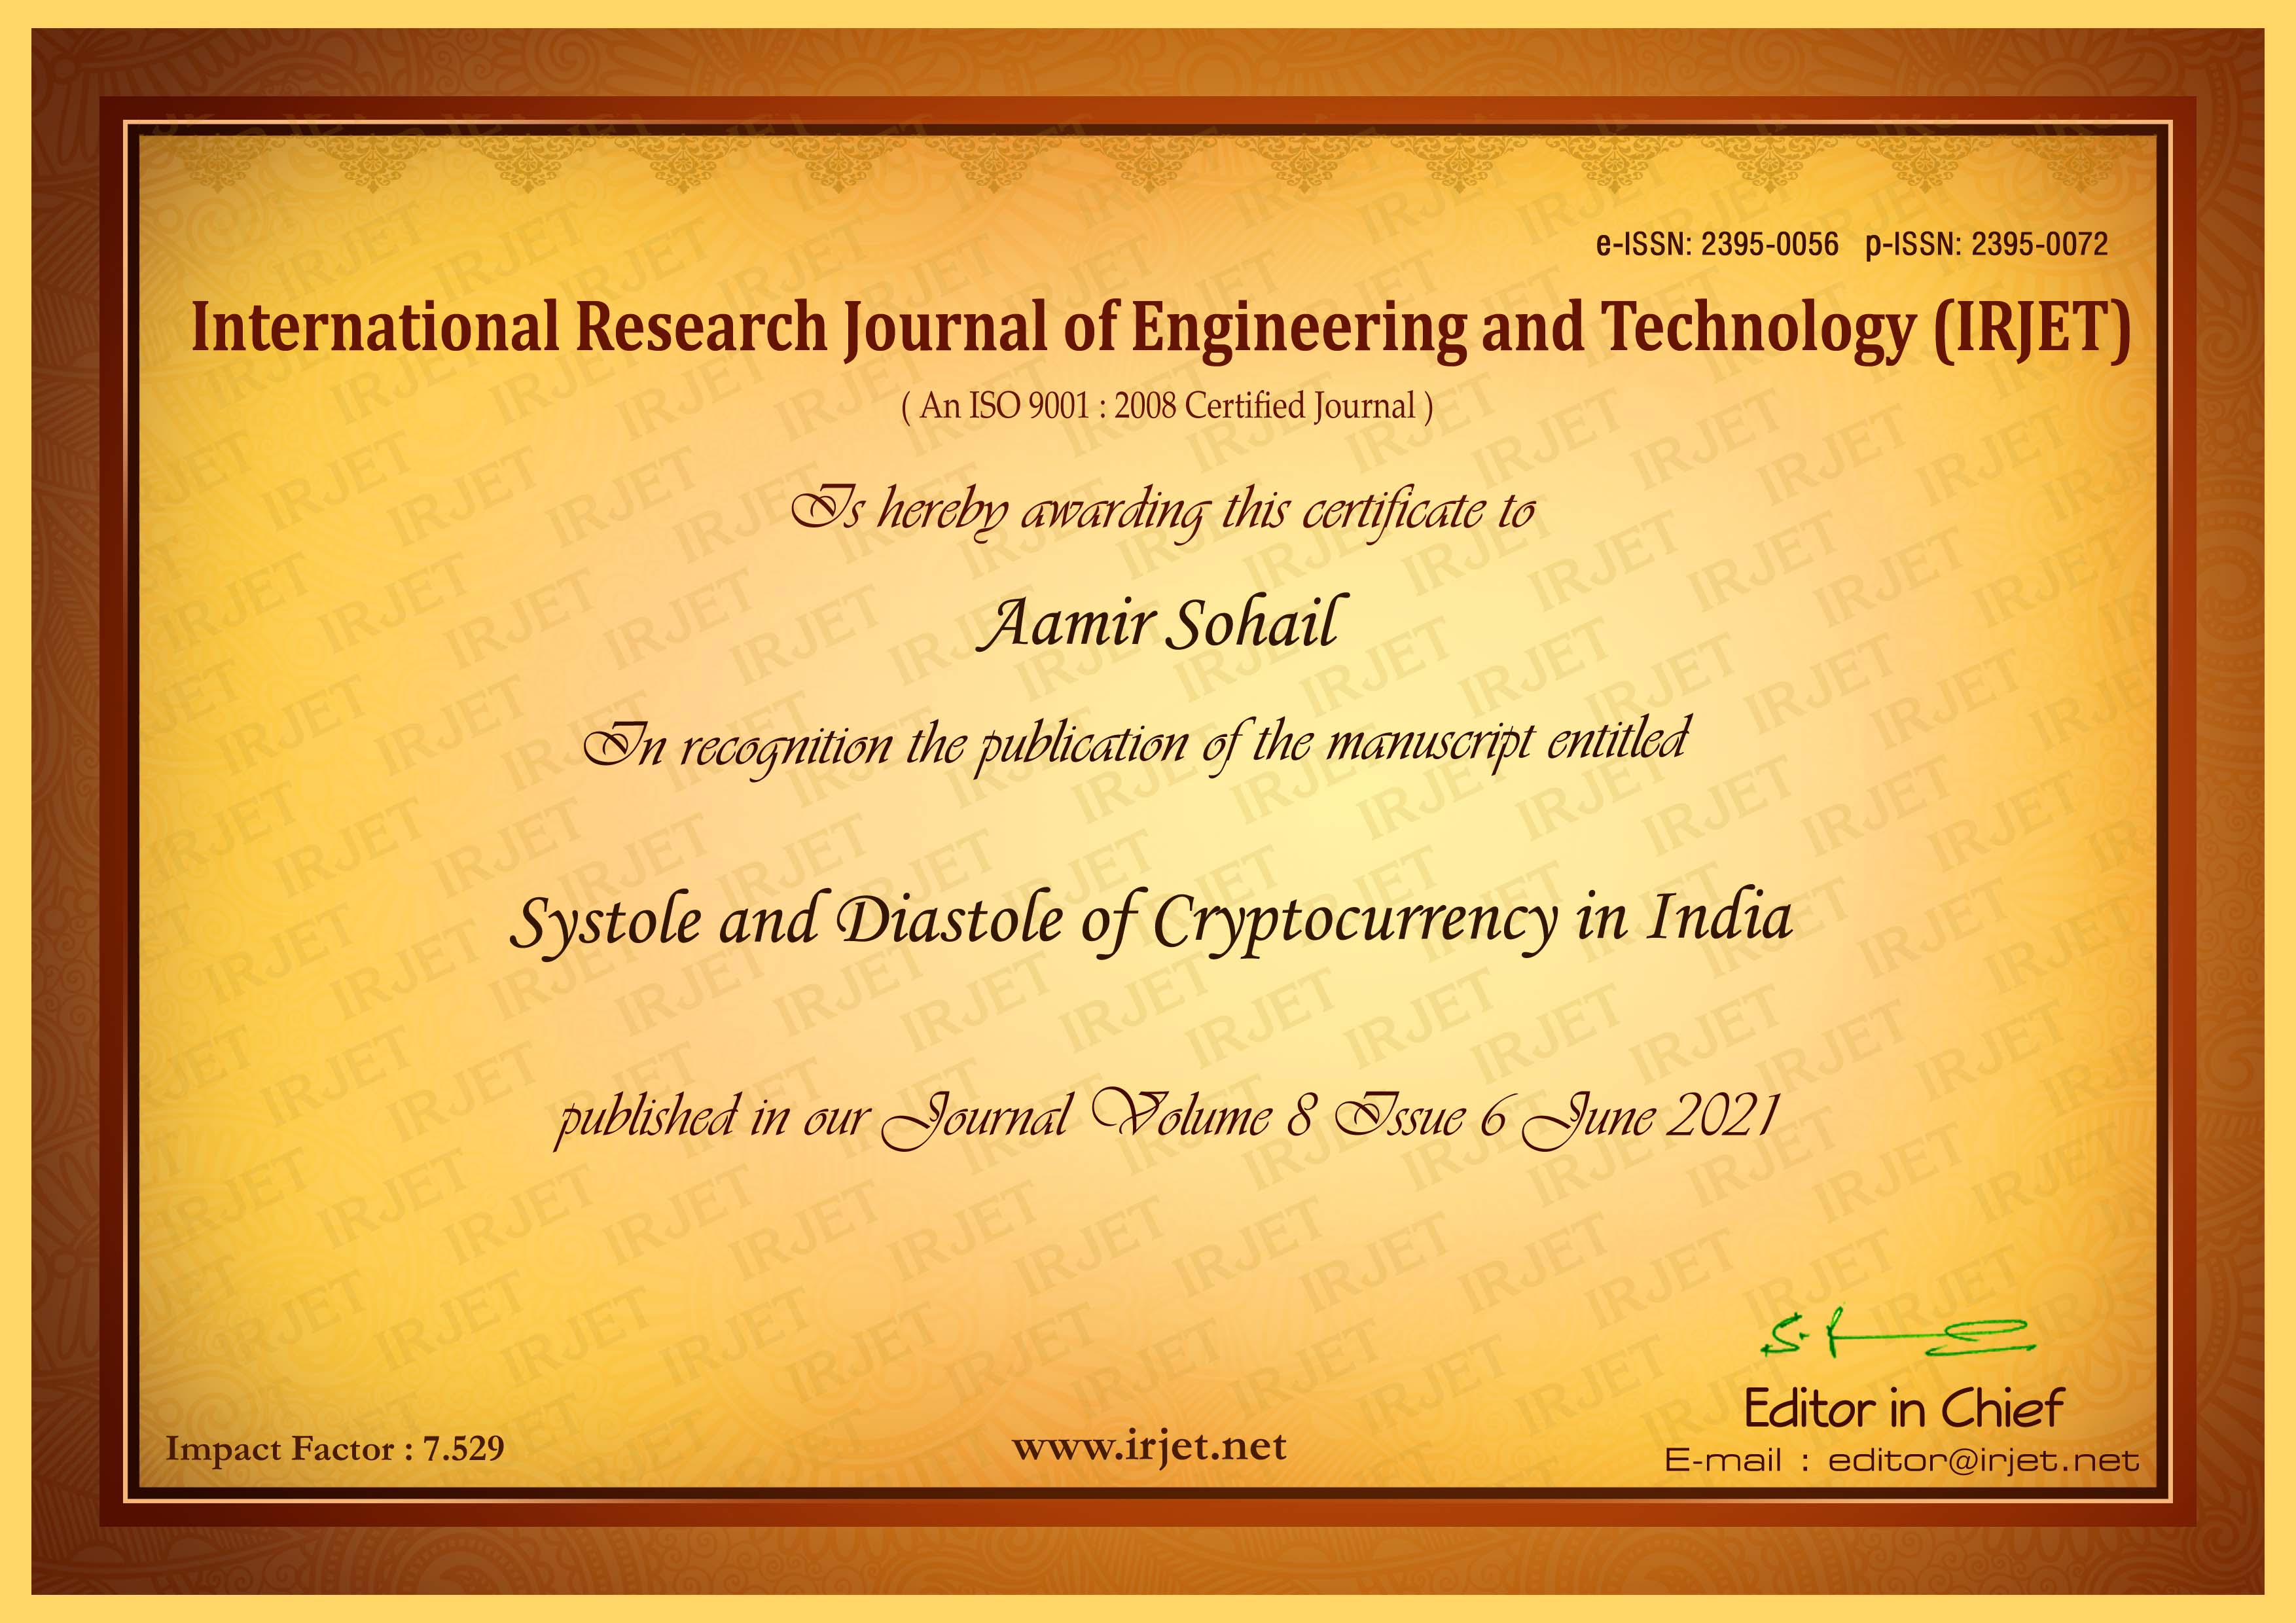 e-ISSN: 2395-0056 p-ISSN: 2395-0072
International Research Journal of Engineering and Technology (IRJET)
( An ISO 9001 : 2008 Certified Journal )
Is hereby awarding this certificate to
Aamir Sohail
In recognition the publication of the manuscript entitled
Systole and Diastole of Cryptocurrency in India
published in our Journal Volume 8 Issue 6 June 2021
Editor in Chief
Impact Factor : 7.529
www.irjet.net
E-mail : editor@irjet.net